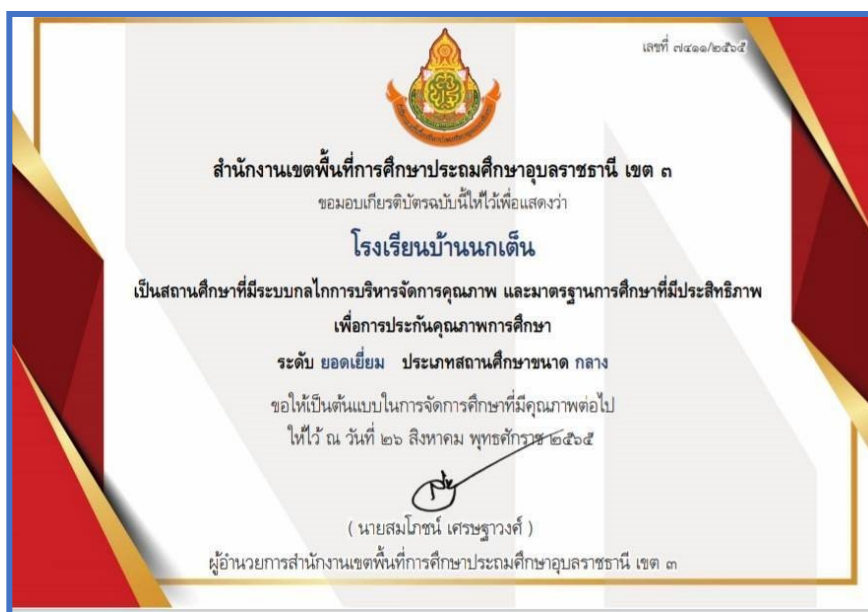 เลขที่ ๗๔๑๑/๒๕๖๕
สำนักงานเขตพื้นที่การศึกษาประถมศึกษาอุบลราชธานี เขต ๓
ขอมอบเกียรติบัตรฉบับนี้ให้ไว้เพื่อแสดงว่า
โรงเรียนบ้านนกเต็น
เป็นสถานศึกษาที่มีระบบกลไกการบริหารจัดการคุณภาพ และมาตรฐานการศึกษาที่มีประสิทธิภาพ
เพื่อการประกันคุณภาพการศึกษา
ระดับ ยอดเยี่ยม ประเภทสถานศึกษาขนาด กลาง
ขอให้เป็นต้นแบบในการจัดการศึกษาที่มีคุณภาพต่อไป
ให้ไว้ ณ วันที่ ๒๖ สิงหาคม พุทธศักราช ๒๕๖๕
( นายสมโภชน์ เศรษฐาวงศ์ )
ผู้อำนวยการสำนักงานเขตพื้นที่การศึกษาประถมศึกษาอุบลราชธานี เขต ๓